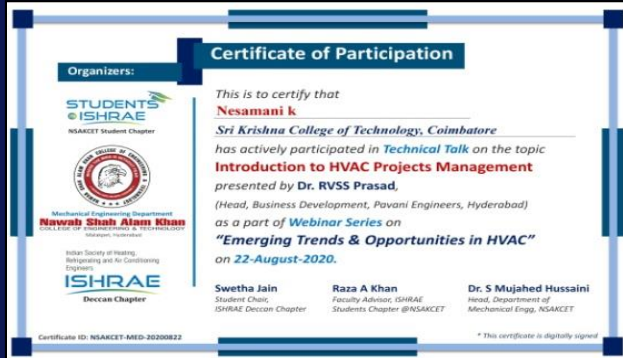 Certificate of Participation
Organizers:
STUDENTS
@ISHRAE
NSAKCET Student Chapter
Mechanical Engineering Department
Nawab Shah Alam Khan
COLLEGE OF ENGINEERING & TECHNOLOGY
Malakpet, Hyderabad
Indian Society of Heating,
Refrigerating and Air Conditioning
Engineers
ISHRAE
Deccan Chapter
This is to certify that
Nesamani k
Sri Krishna College of Technology, Coimbatore
has actively participated in Technical Talk on the topic
Introduction to HVAC Projects Management
presented by Dr. RVSS Prasad,
(Head, Business Development, Pavani Engineers, Hyderabad)
as a part of Webinar Series on
“Emerging Trends & Opportunities in HVAC”
on 22-August-2020.
Swetha Jain
Student Chair,
ISHRAE Deccan Chapter
Raza A Khan
Faculty Advisor, ISHRAE
Students Chapter @NSAKCET
Dr. S Mujahed Hussaini
Head, Department of
Mechanical Engg, NSAKCET
Certificate ID: NSAKCET-MED-20200822
* This certificate is digitally signed